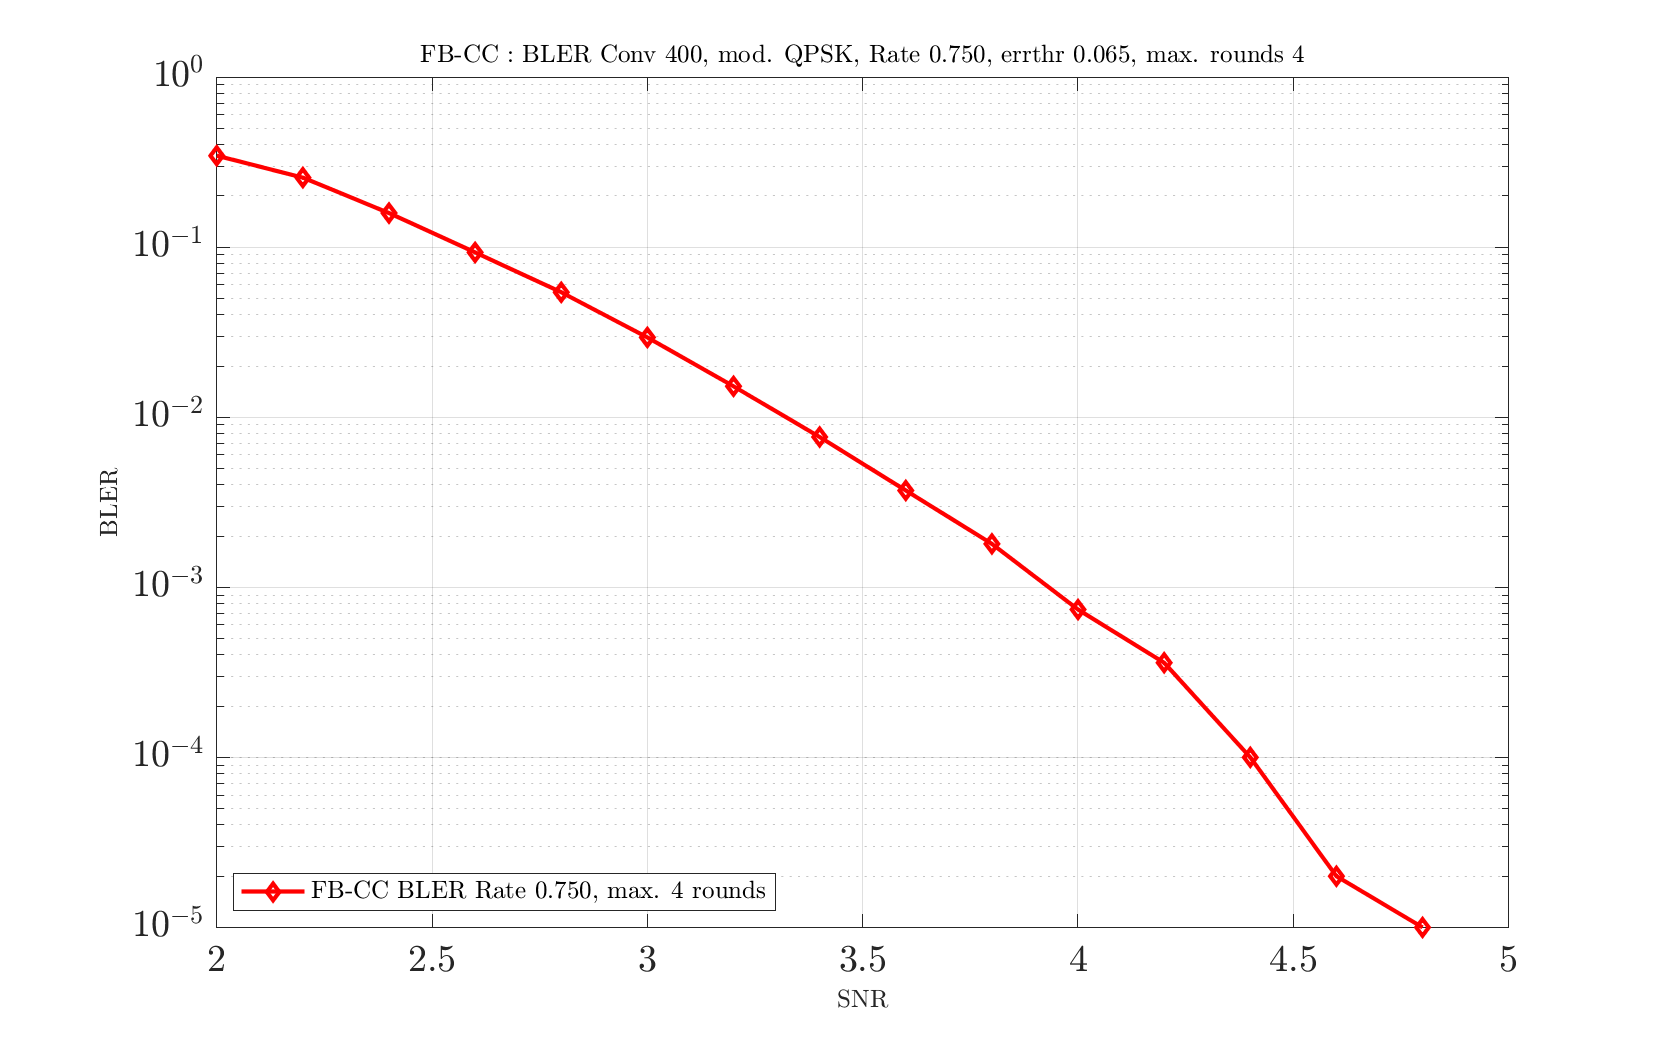 FB-CC : BLER Conv 400, mod. QPSK, Rate 0.750, errthr 0.065, max. rounds 4
10^0
10^-1
10^-2
10^-3
10^-4
10^-5
BLER
FB-CC BLER Rate 0.750, max. 4 rounds
2 2.5 3 3.5 4 4.5 5
SNR